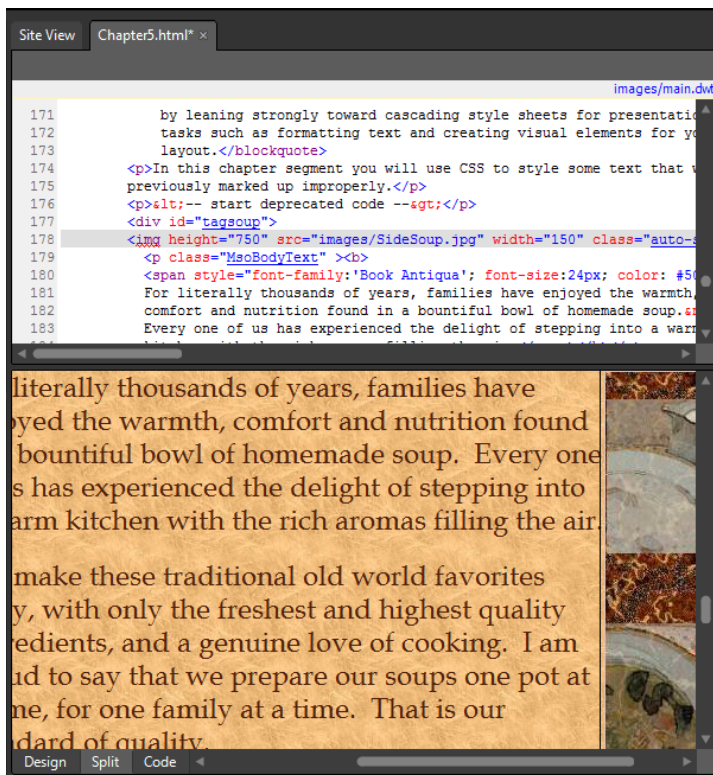 Site View Chapter5.html* ×
images/main.dwt
171 by leaning strongly toward cascading style sheets for presentatio
172 tasks such as formatting text and creating visual elements for yo
173 layout.</blockquote>
174 <p>In this chapter segment you will use CSS to style some text that w
175 previously marked up improperly.</p>
176 <p>&lt;-- start deprecated code --&gt;</p>
177 <div id="tagsoup">
178 <img height="750" src="images/SideSoup.jpg" width="150" class="auto-s
179 <p class="MsoBodyText" ><b>
180 <span style="font-family:'Book Antiqua'; font-size:24px; color: #50
181 For literally thousands of years, families have enjoyed the warmth,
182 comfort and nutrition found in a bountiful bowl of homemade soup.&n
183 Every one of us has experienced the delight of stepping into a warm
literally thousands of years, families have
oyed the warmth, comfort and nutrition found
bountiful bowl of homemade soup. Every one
s has experienced the delight of stepping into
arm kitchen with the rich aromas filling the air.
make these traditional old world favorites
y, with only the freshest and highest quality
redients, and a genuine love of cooking. I am
ud to say that we prepare our soups one pot at
me, for one family at a time. That is our
dard of quality.
Design Split Code